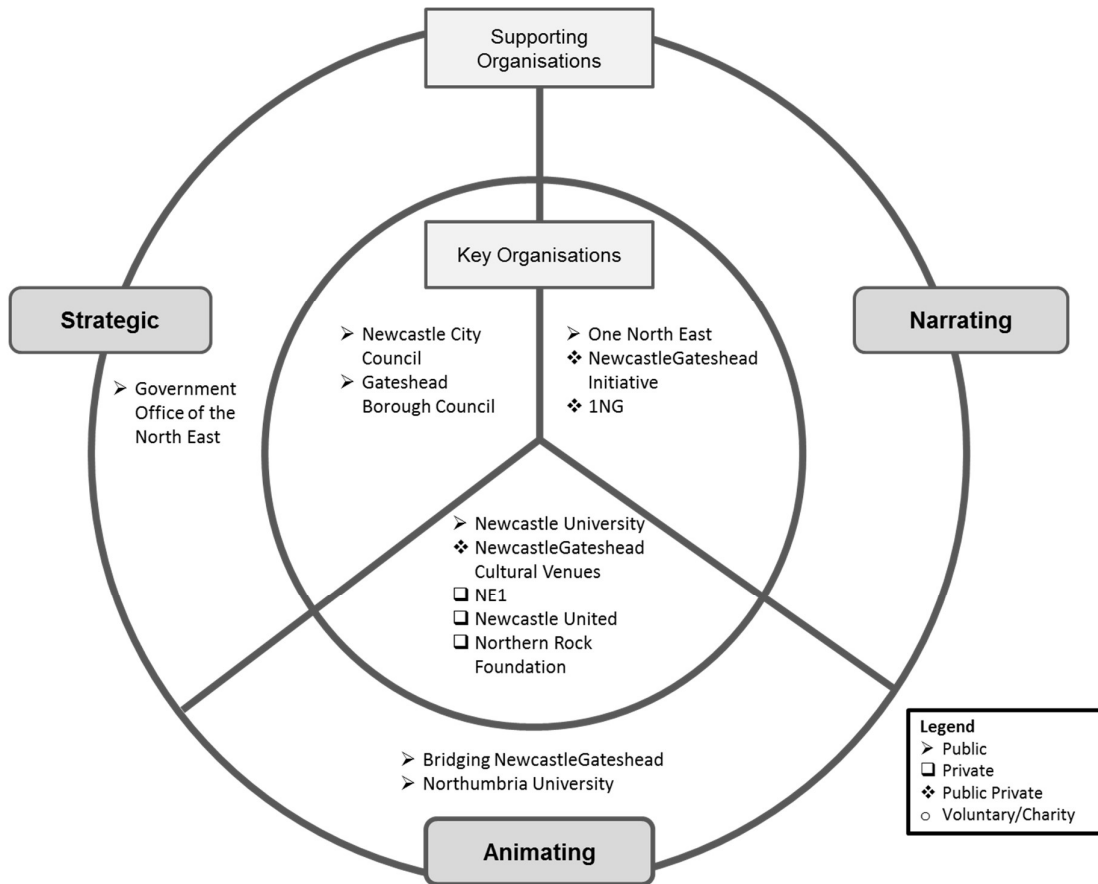 Supporting
Organisations
Key Organisations
Strategic
Narrating
➢ Newcastle City
Council
➢ Gateshead
Borough Council
➢ One North East
❖ NewcastleGateshead
Initiative
❖ 1NG
➢ Government
Office of the
North East
➢ Newcastle University
❖ NewcastleGateshead
Cultural Venues
❑ NE1
❑ Newcastle United
❑ Northern Rock
Foundation
➢ Bridging NewcastleGateshead
➢ Northumbria University
Animating
Legend
➢ Public
❑ Private
❖ Public Private
o Voluntary/Charity